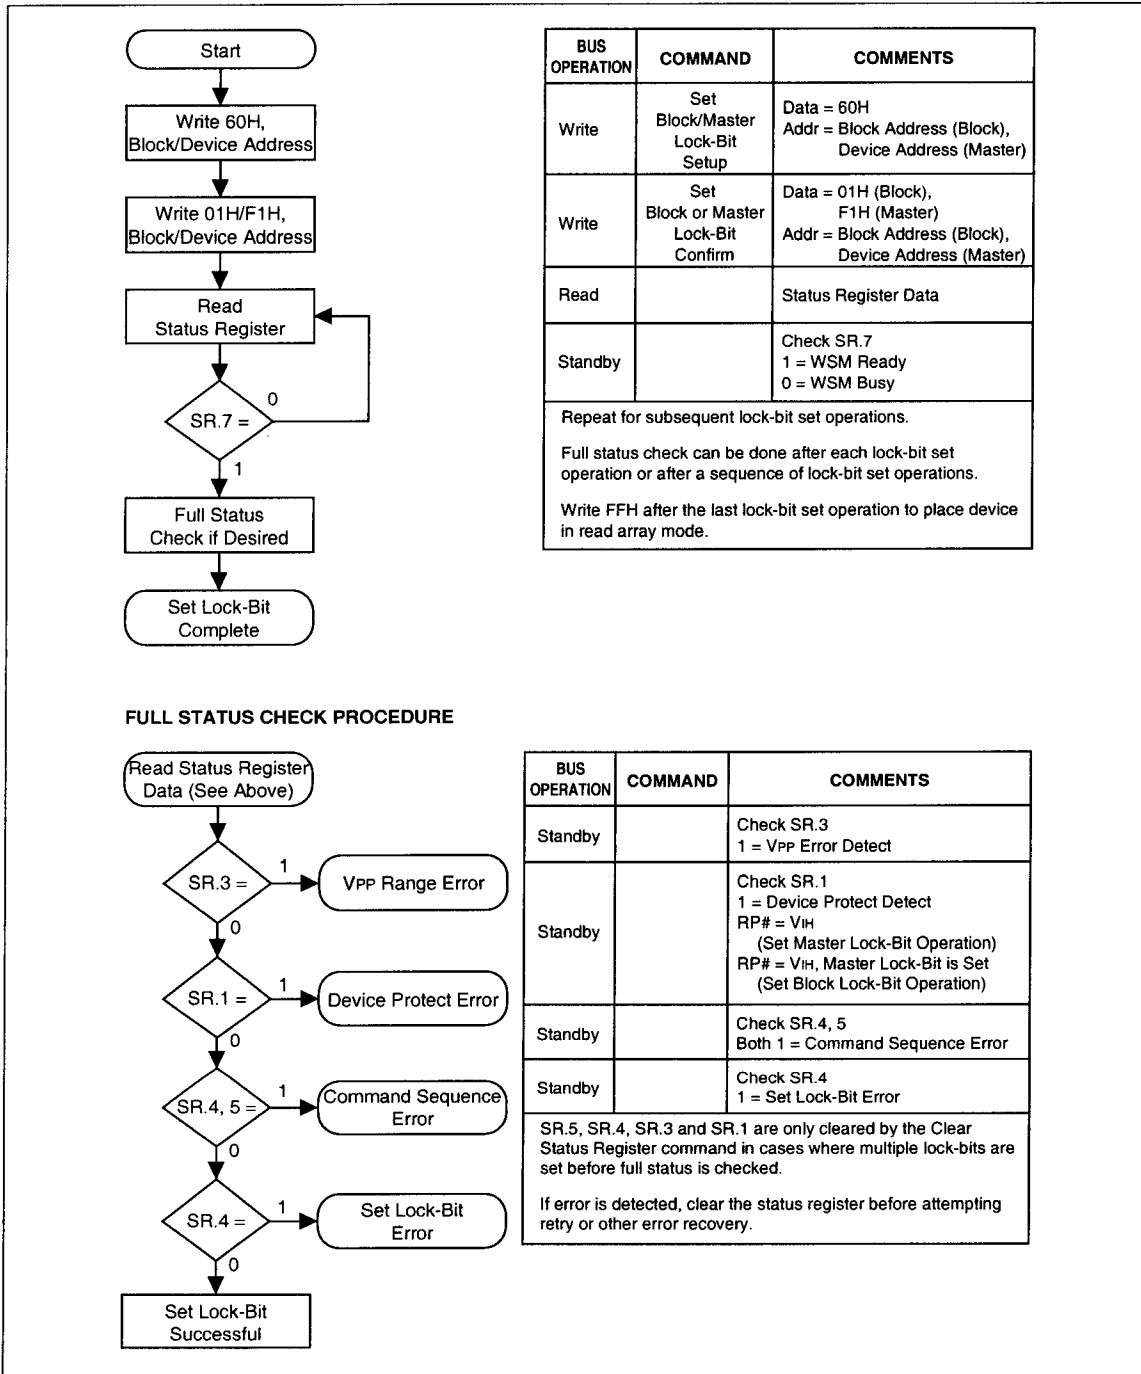 Start
Write 60H,
Block/Device Address
Write 01H/F1H,
Block/Device Address
Read
Status Register
SR.7 =
0
1
Full Status
Check if Desired
Set Lock-Bit
Complete
BUS OPERATION COMMAND COMMENTS
Write
Set
Block/Master
Lock-Bit
Setup
Data = 60H
Addr = Block Address (Block),
Device Address (Master)
Write
Set
Block or Master
Lock-Bit
Confirm
Data = 01H (Block),
F1H (Master)
Addr = Block Address (Block),
Device Address (Master)
Read
Status Register Data
Standby
Check SR.7
1 = WSM Ready
0 = WSM Busy
Repeat for subsequent lock-bit set operations.
Full status check can be done after each lock-bit set
operation or after a sequence of lock-bit set operations.
Write FFH after the last lock-bit set operation to place device
in read array mode.
FULL STATUS CHECK PROCEDURE
Read Status Register
Data (See Above)
SR.3 =
1
VPP Range Error
0
SR.1 =
1
Device Protect Error
0
SR.4, 5 =
1
Command Sequence
Error
0
SR.4 =
1
Set Lock-Bit
Error
0
Set Lock-Bit
Successful
BUS OPERATION COMMAND COMMENTS
Standby
Check SR.3
1 = VPP Error Detect
Standby
Check SR.1
1 = Device Protect Detect
RP# = VIH
(Set Master Lock-Bit Operation)
RP# = VIH, Master Lock-Bit is Set
(Set Block Lock-Bit Operation)
Standby
Check SR.4, 5
Both 1 = Command Sequence Error
Standby
Check SR.4
1 = Set Lock-Bit Error
SR.5, SR.4, SR.3 and SR.1 are only cleared by the Clear
Status Register command in cases where multiple lock-bits are
set before full status is checked.
If error is detected, clear the status register before attempting
retry or other error recovery.